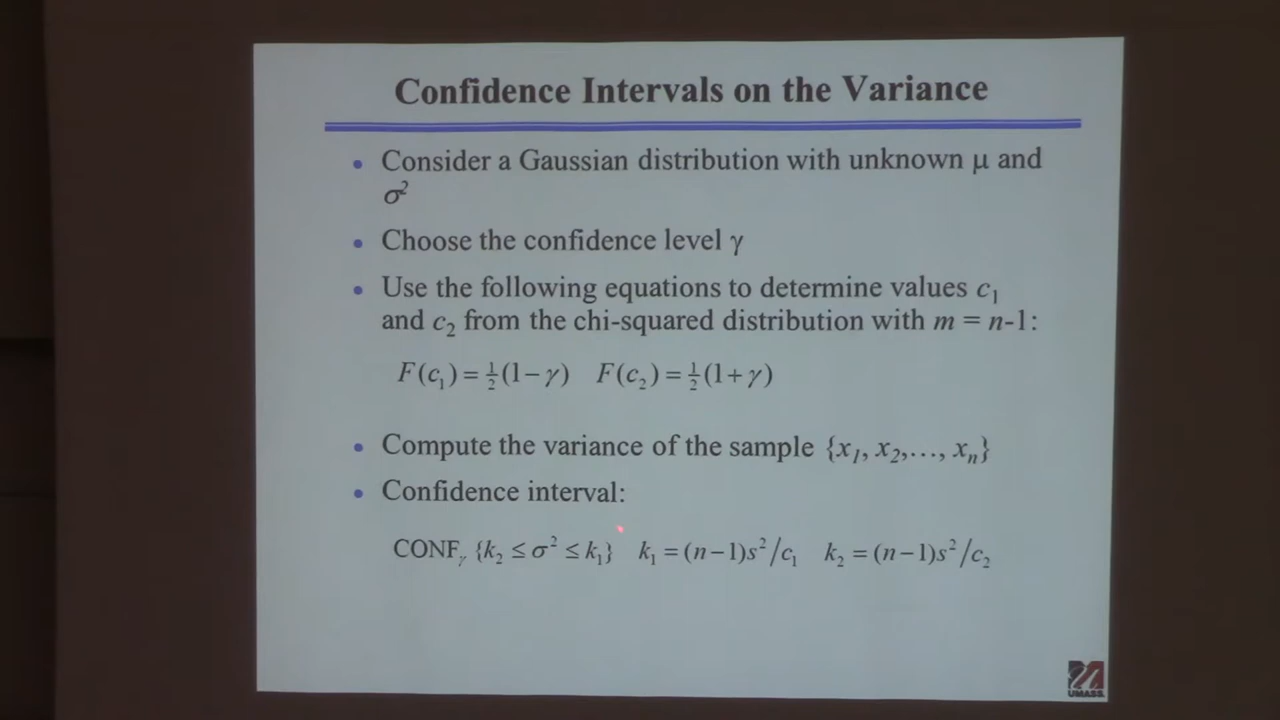 Confidence Intervals on the Variance
• Consider a Gaussian distribution with unknown μ and
σ²
• Choose the confidence level γ
• Use the following equations to determine values c₁
and c₂ from the chi-squared distribution with m = n-1:
F(c₁) = ½(1 − γ) F(c₂) = ½(1 + γ)
• Compute the variance of the sample {x₁, x₂,..., xₙ}
• Confidence interval:
CONFᵧ {k₂ ≤ σ² ≤ k₁} k₁ = (n−1)s²/c₁ k₂ = (n−1)s²/c₂
UMASS